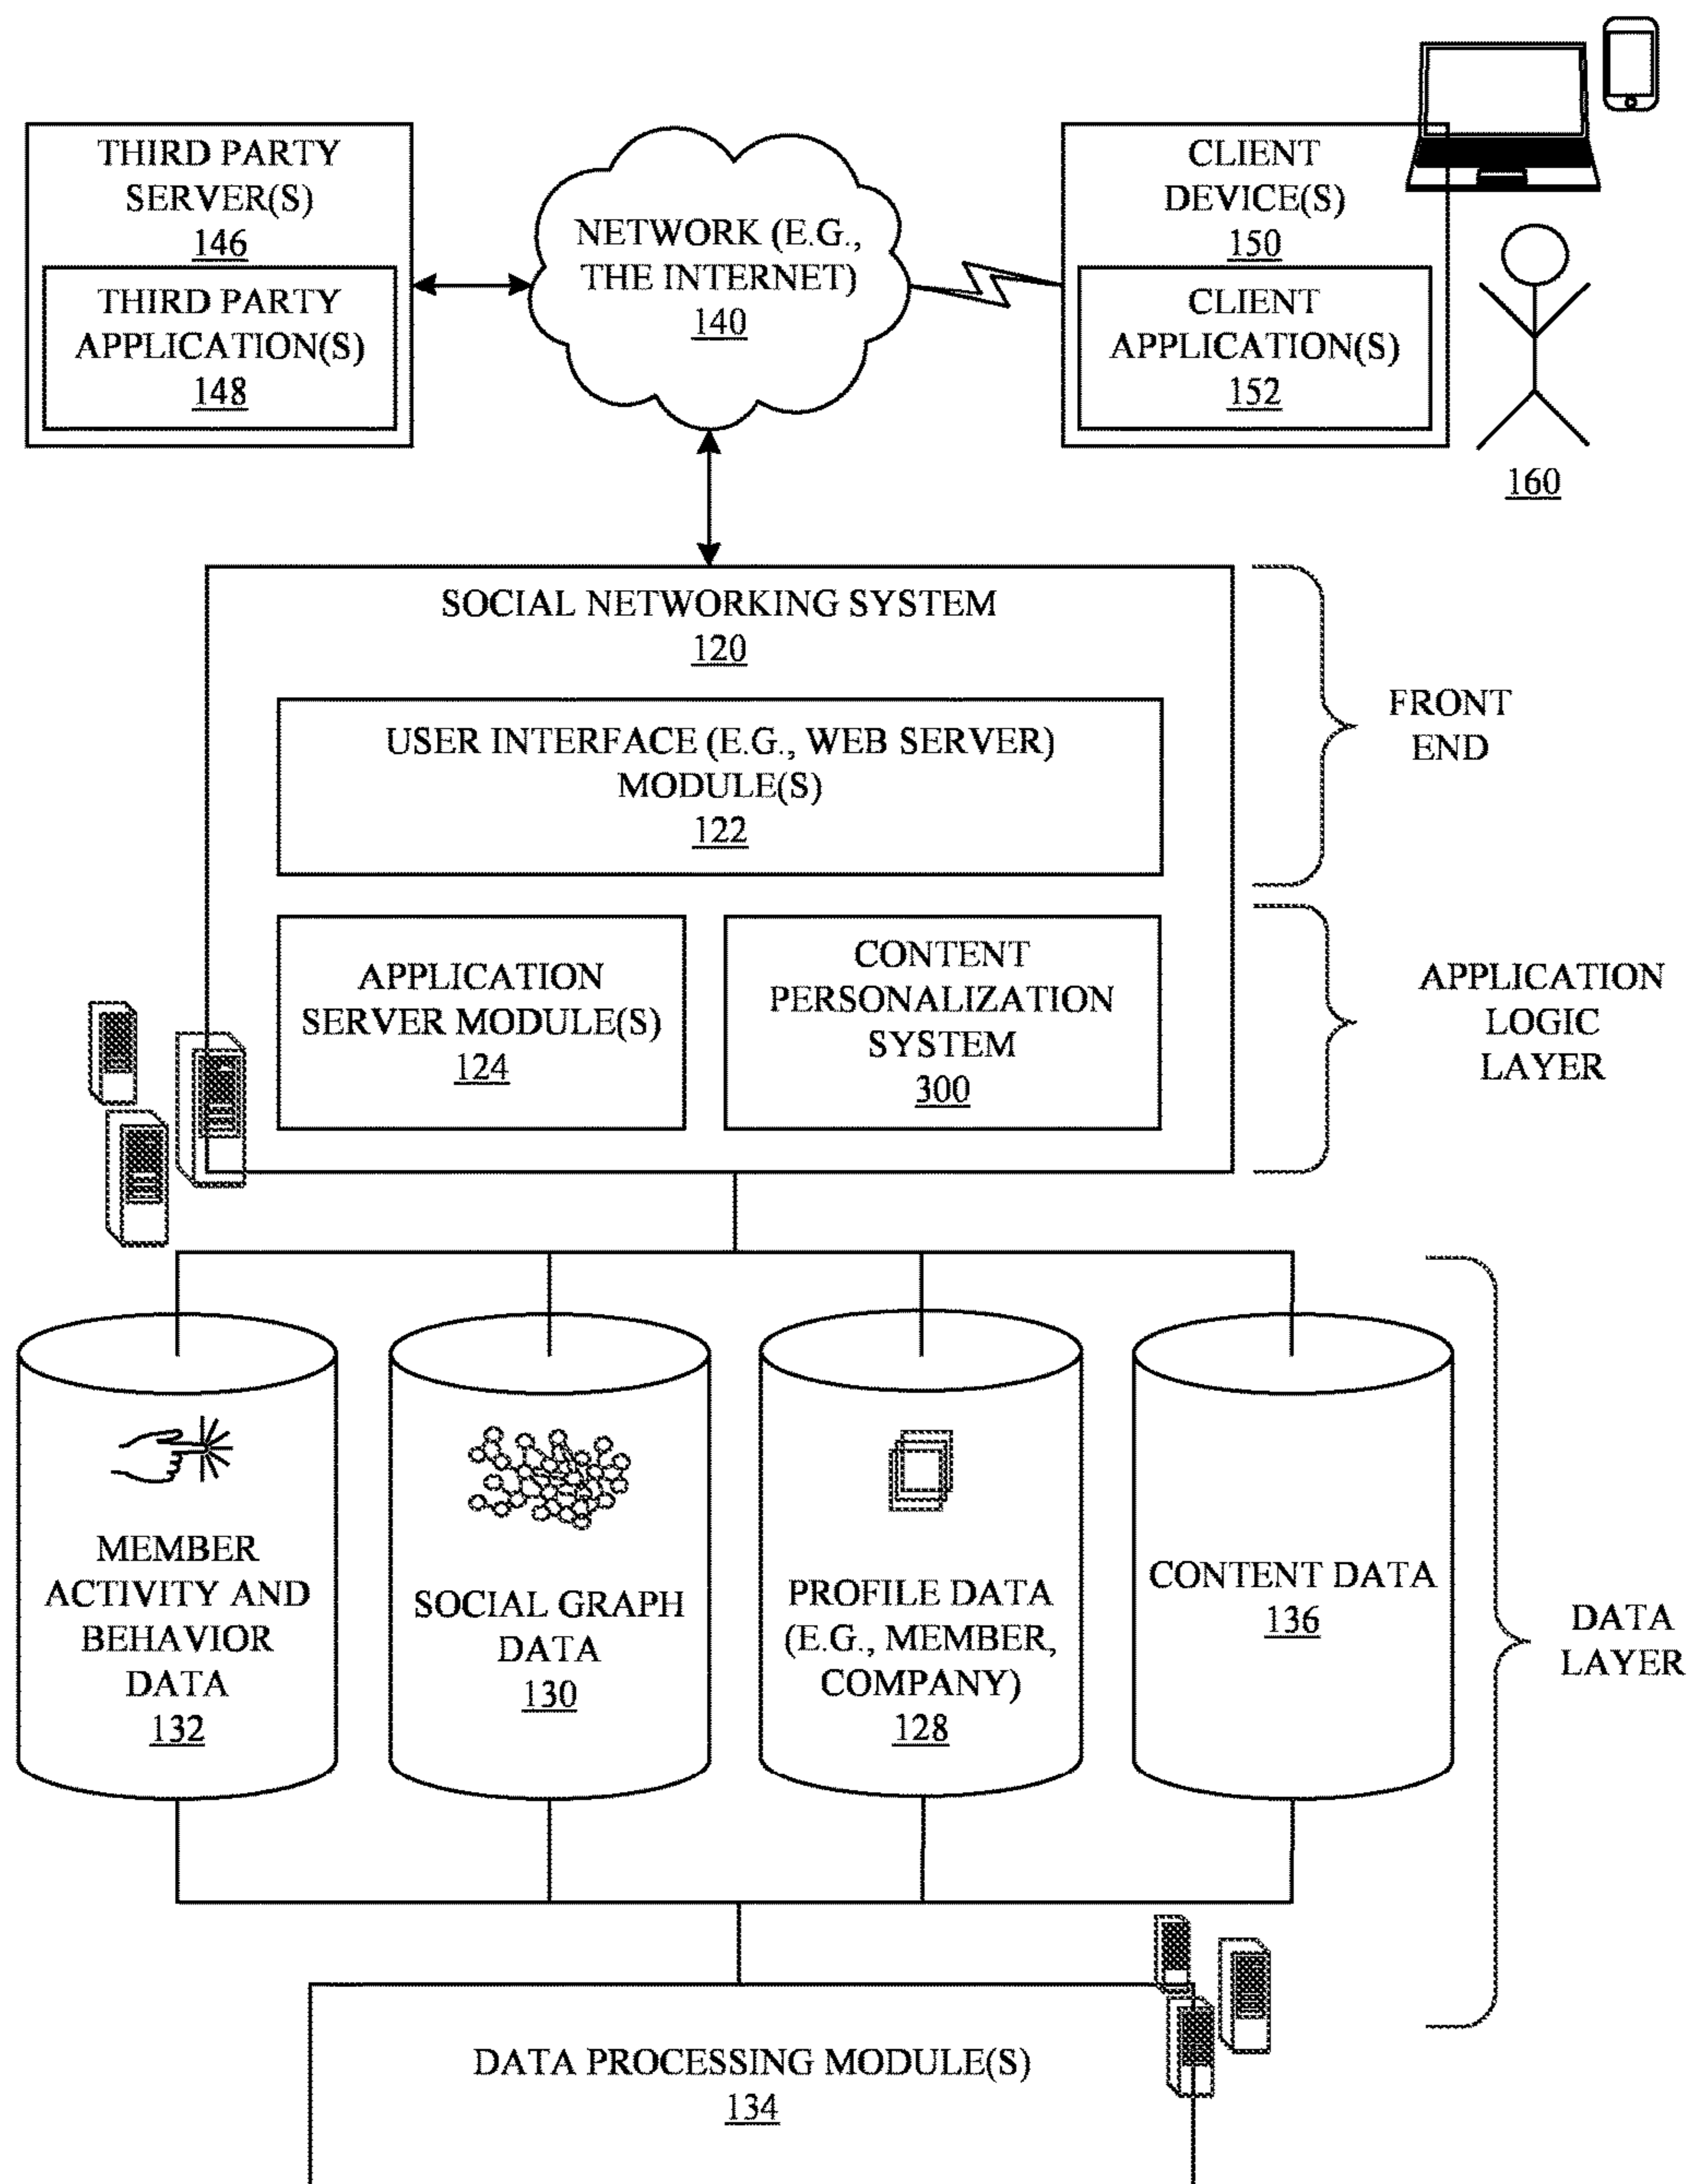 THIRD PARTY
SERVER(S)
146
THIRD PARTY
APPLICATION(S)
148
NETWORK (E.G.,
THE INTERNET)
140
CLIENT
DEVICE(S)
150
CLIENT
APPLICATION(S)
152
160
SOCIAL NETWORKING SYSTEM
120
USER INTERFACE (E.G., WEB SERVER)
MODULE(S)
122
FRONT
END
APPLICATION
SERVER MODULE(S)
124
CONTENT
PERSONALIZATION
SYSTEM
300
APPLICATION
LOGIC
LAYER
MEMBER
ACTIVITY AND
BEHAVIOR
DATA
132
SOCIAL GRAPH
DATA
130
PROFILE DATA
(E.G., MEMBER,
COMPANY)
128
CONTENT DATA
136
DATA
LAYER
DATA PROCESSING MODULE(S)
134